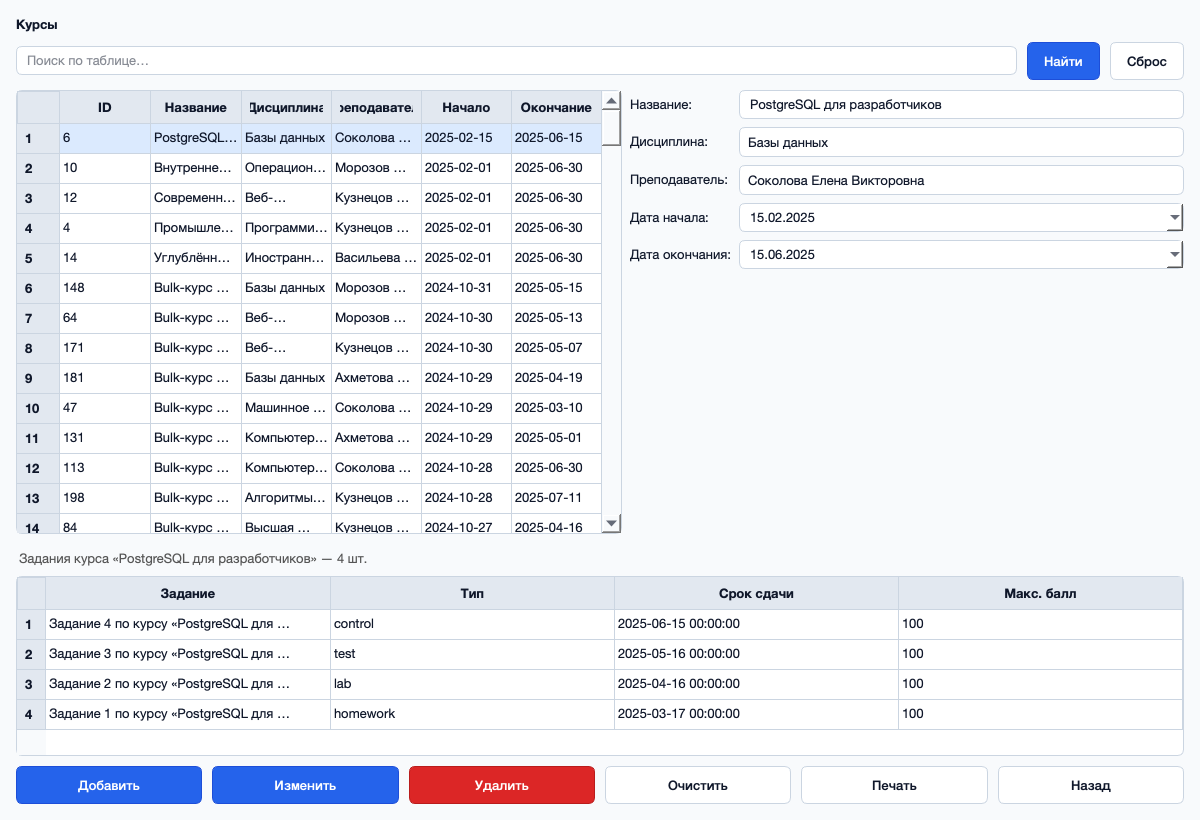 Курсы
Поиск по таблице...
Найти
Сброс
ID Название Дисциплина реподавате. Начало Окончание
1 6 PostgreSQL... Базы данных Соколова ... 2025-02-15 2025-06-15
2 10 Внутренне... Операцион... Морозов ... 2025-02-01 2025-06-30
3 12 Современн... Веб-... Кузнецов ... 2025-02-01 2025-06-30
4 4 Промышле... Программи... Кузнецов ... 2025-02-01 2025-06-30
5 14 Углублённ... Иностранн... Васильева ... 2025-02-01 2025-06-30
6 148 Bulk-курс ... Базы данных Морозов ... 2024-10-31 2025-05-15
7 64 Bulk-курс ... Веб-... Морозов ... 2024-10-30 2025-05-13
8 171 Bulk-курс ... Веб-... Кузнецов ... 2024-10-30 2025-05-07
9 181 Bulk-курс ... Базы данных Ахметова ... 2024-10-29 2025-04-19
10 47 Bulk-курс ... Машинное ... Соколова ... 2024-10-29 2025-03-10
11 131 Bulk-курс ... Компьютер... Ахметова ... 2024-10-29 2025-05-01
12 113 Bulk-курс ... Компьютер... Соколова ... 2024-10-28 2025-06-30
13 198 Bulk-курс ... Алгоритмы... Кузнецов ... 2024-10-28 2025-07-11
14 84 Bulk-курс ... Высшая ... Кузнецов ... 2024-10-27 2025-04-16
Название: PostgreSQL для разработчиков
Дисциплина: Базы данных
Преподаватель: Соколова Елена Викторовна
Дата начала: 15.02.2025
Дата окончания: 15.06.2025
Задания курса «PostgreSQL для разработчиков» — 4 шт.
Задание Тип Срок сдачи Макс. балл
1 Задание 4 по курсу «PostgreSQL для ... control 2025-06-15 00:00:00 100
2 Задание 3 по курсу «PostgreSQL для ... test 2025-05-16 00:00:00 100
3 Задание 2 по курсу «PostgreSQL для ... lab 2025-04-16 00:00:00 100
4 Задание 1 по курсу «PostgreSQL для ... homework 2025-03-17 00:00:00 100
Добавить Изменить Удалить Очистить Печать Назад